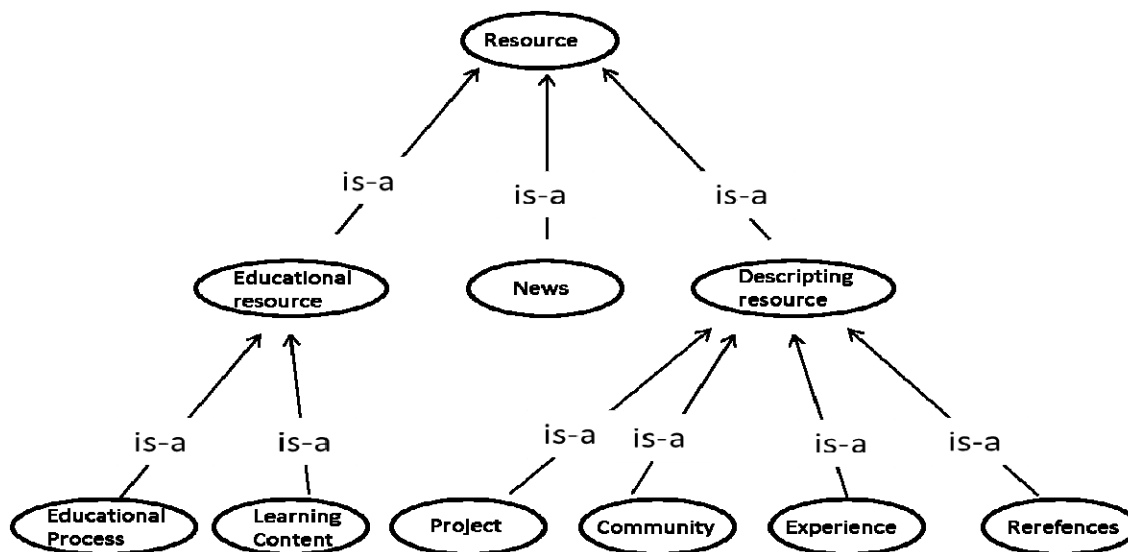 Resource
is-a
is-a
is-a
Educational
resource
News
Descripting
resource
is-a
is-a
is-a
is-a
is-a
is-a
Educational
Process
Learning
Content
Project
Community
Experience
Rerefences